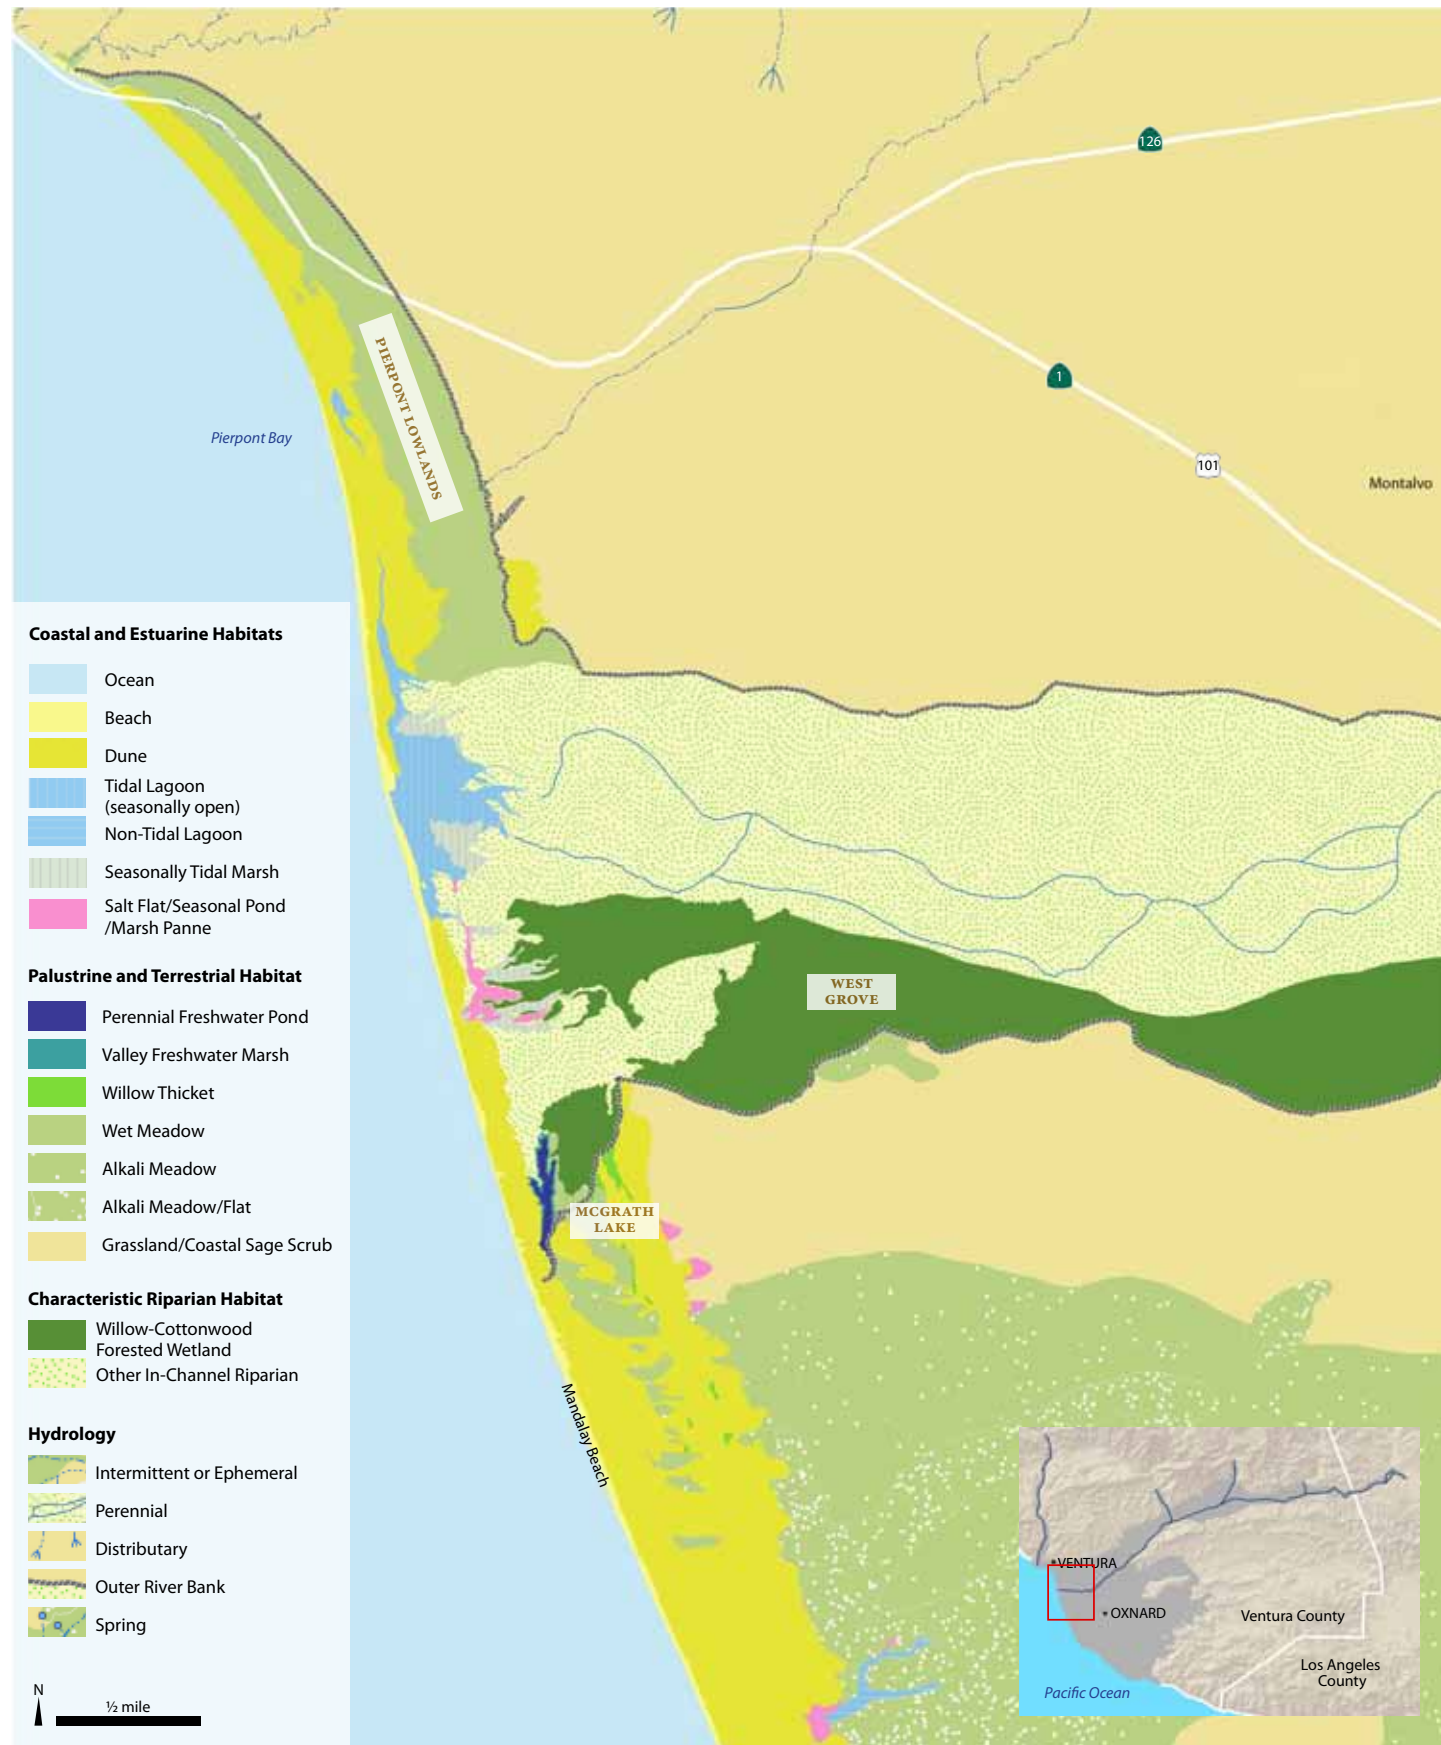 126
1
101
Montalvo
PIERPONT LOWLANDS
Pierpont Bay
Coastal and Estuarine Habitats
Ocean
Beach
Dune
Tidal Lagoon
(seasonally open)
Non-Tidal Lagoon
Seasonally Tidal Marsh
Salt Flat/Seasonal Pond
/Marsh Panne
Palustrine and Terrestrial Habitat
Perennial Freshwater Pond
Valley Freshwater Marsh
Willow Thicket
Wet Meadow
Alkali Meadow
Alkali Meadow/Flat
Grassland/Coastal Sage Scrub
Characteristic Riparian Habitat
Willow-Cottonwood
Forested Wetland
Other In-Channel Riparian
Hydrology
Intermittent or Ephemeral
Perennial
Distributary
Outer River Bank
Spring
N
½ mile
WEST
GROVE
MCGRATH
LAKE
Mandalay Beach
VENTURA
OXNARD
Ventura County
Los Angeles
County
Pacific Ocean